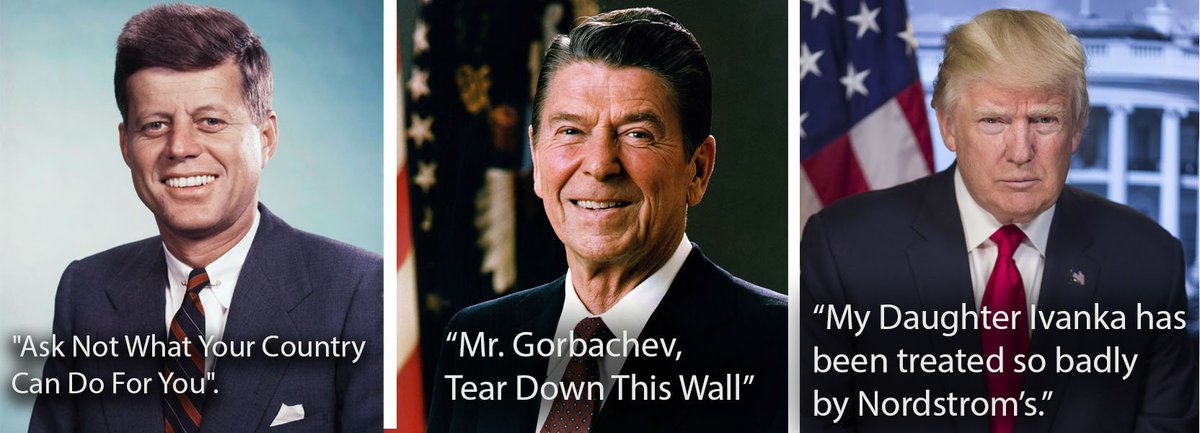 "Ask Not What Your Country
Can Do For You".
“Mr. Gorbachev,
Tear Down This Wall”
“My Daughter Ivanka has
been treated so badly
by Nordstrom’s.”